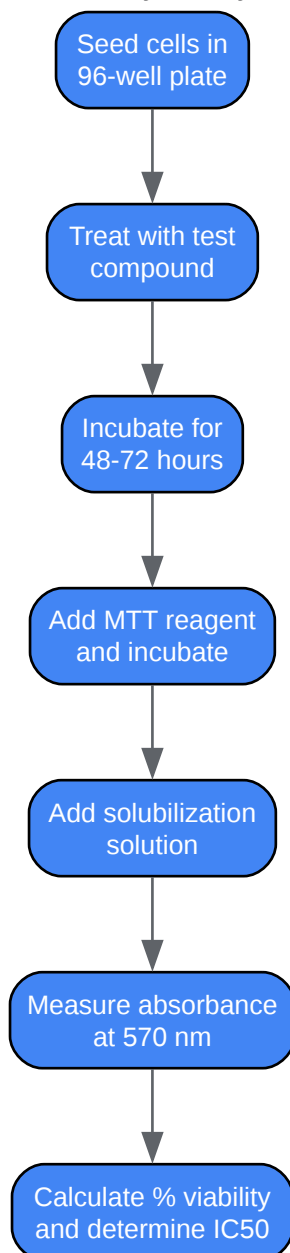 Seed cells in
96-well plate
Treat with test
compound
Incubate for
48-72 hours
Add MTT reagent
and incubate
Add solubilization
solution
Measure absorbance
at 570 nm
Calculate % viability
and determine IC50